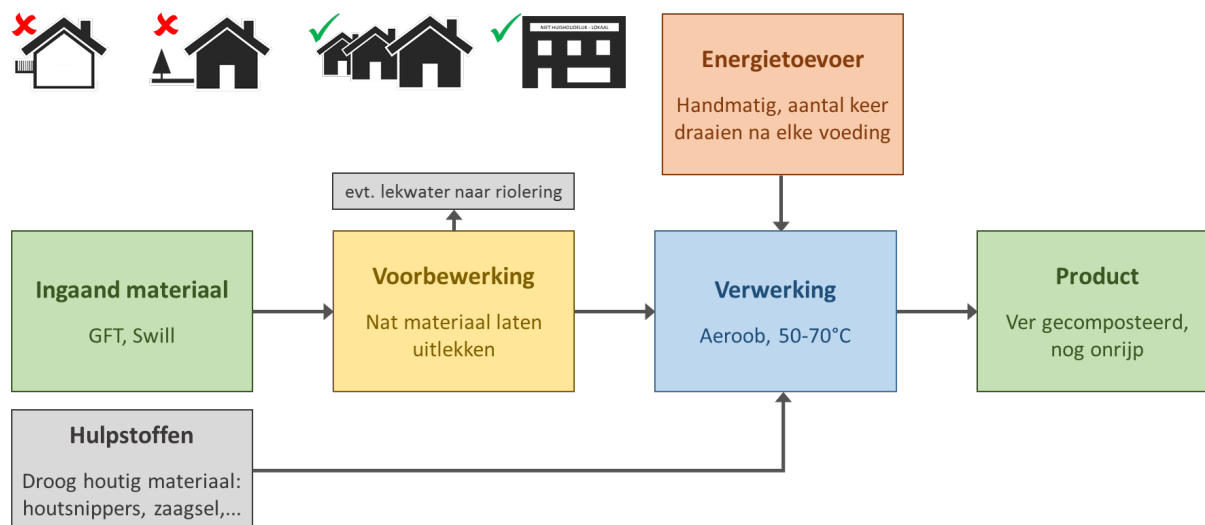 NIET HUISHOUDELIJK - LOKAAL
Energietoevoer
Handmatig, aantal keer
draaien na elke voeding
evt. lekwater naar riolering
Ingaand materiaal
GFT, Swill
Voorbewerking
Nat materiaal laten
uitlekken
Verwerking
Aeroob, 50-70°C
Product
Ver gecomposteerd,
nog onrijp
Hulpstoffen
Droog houtig materiaal:
houtsnippers, zaagsel,...